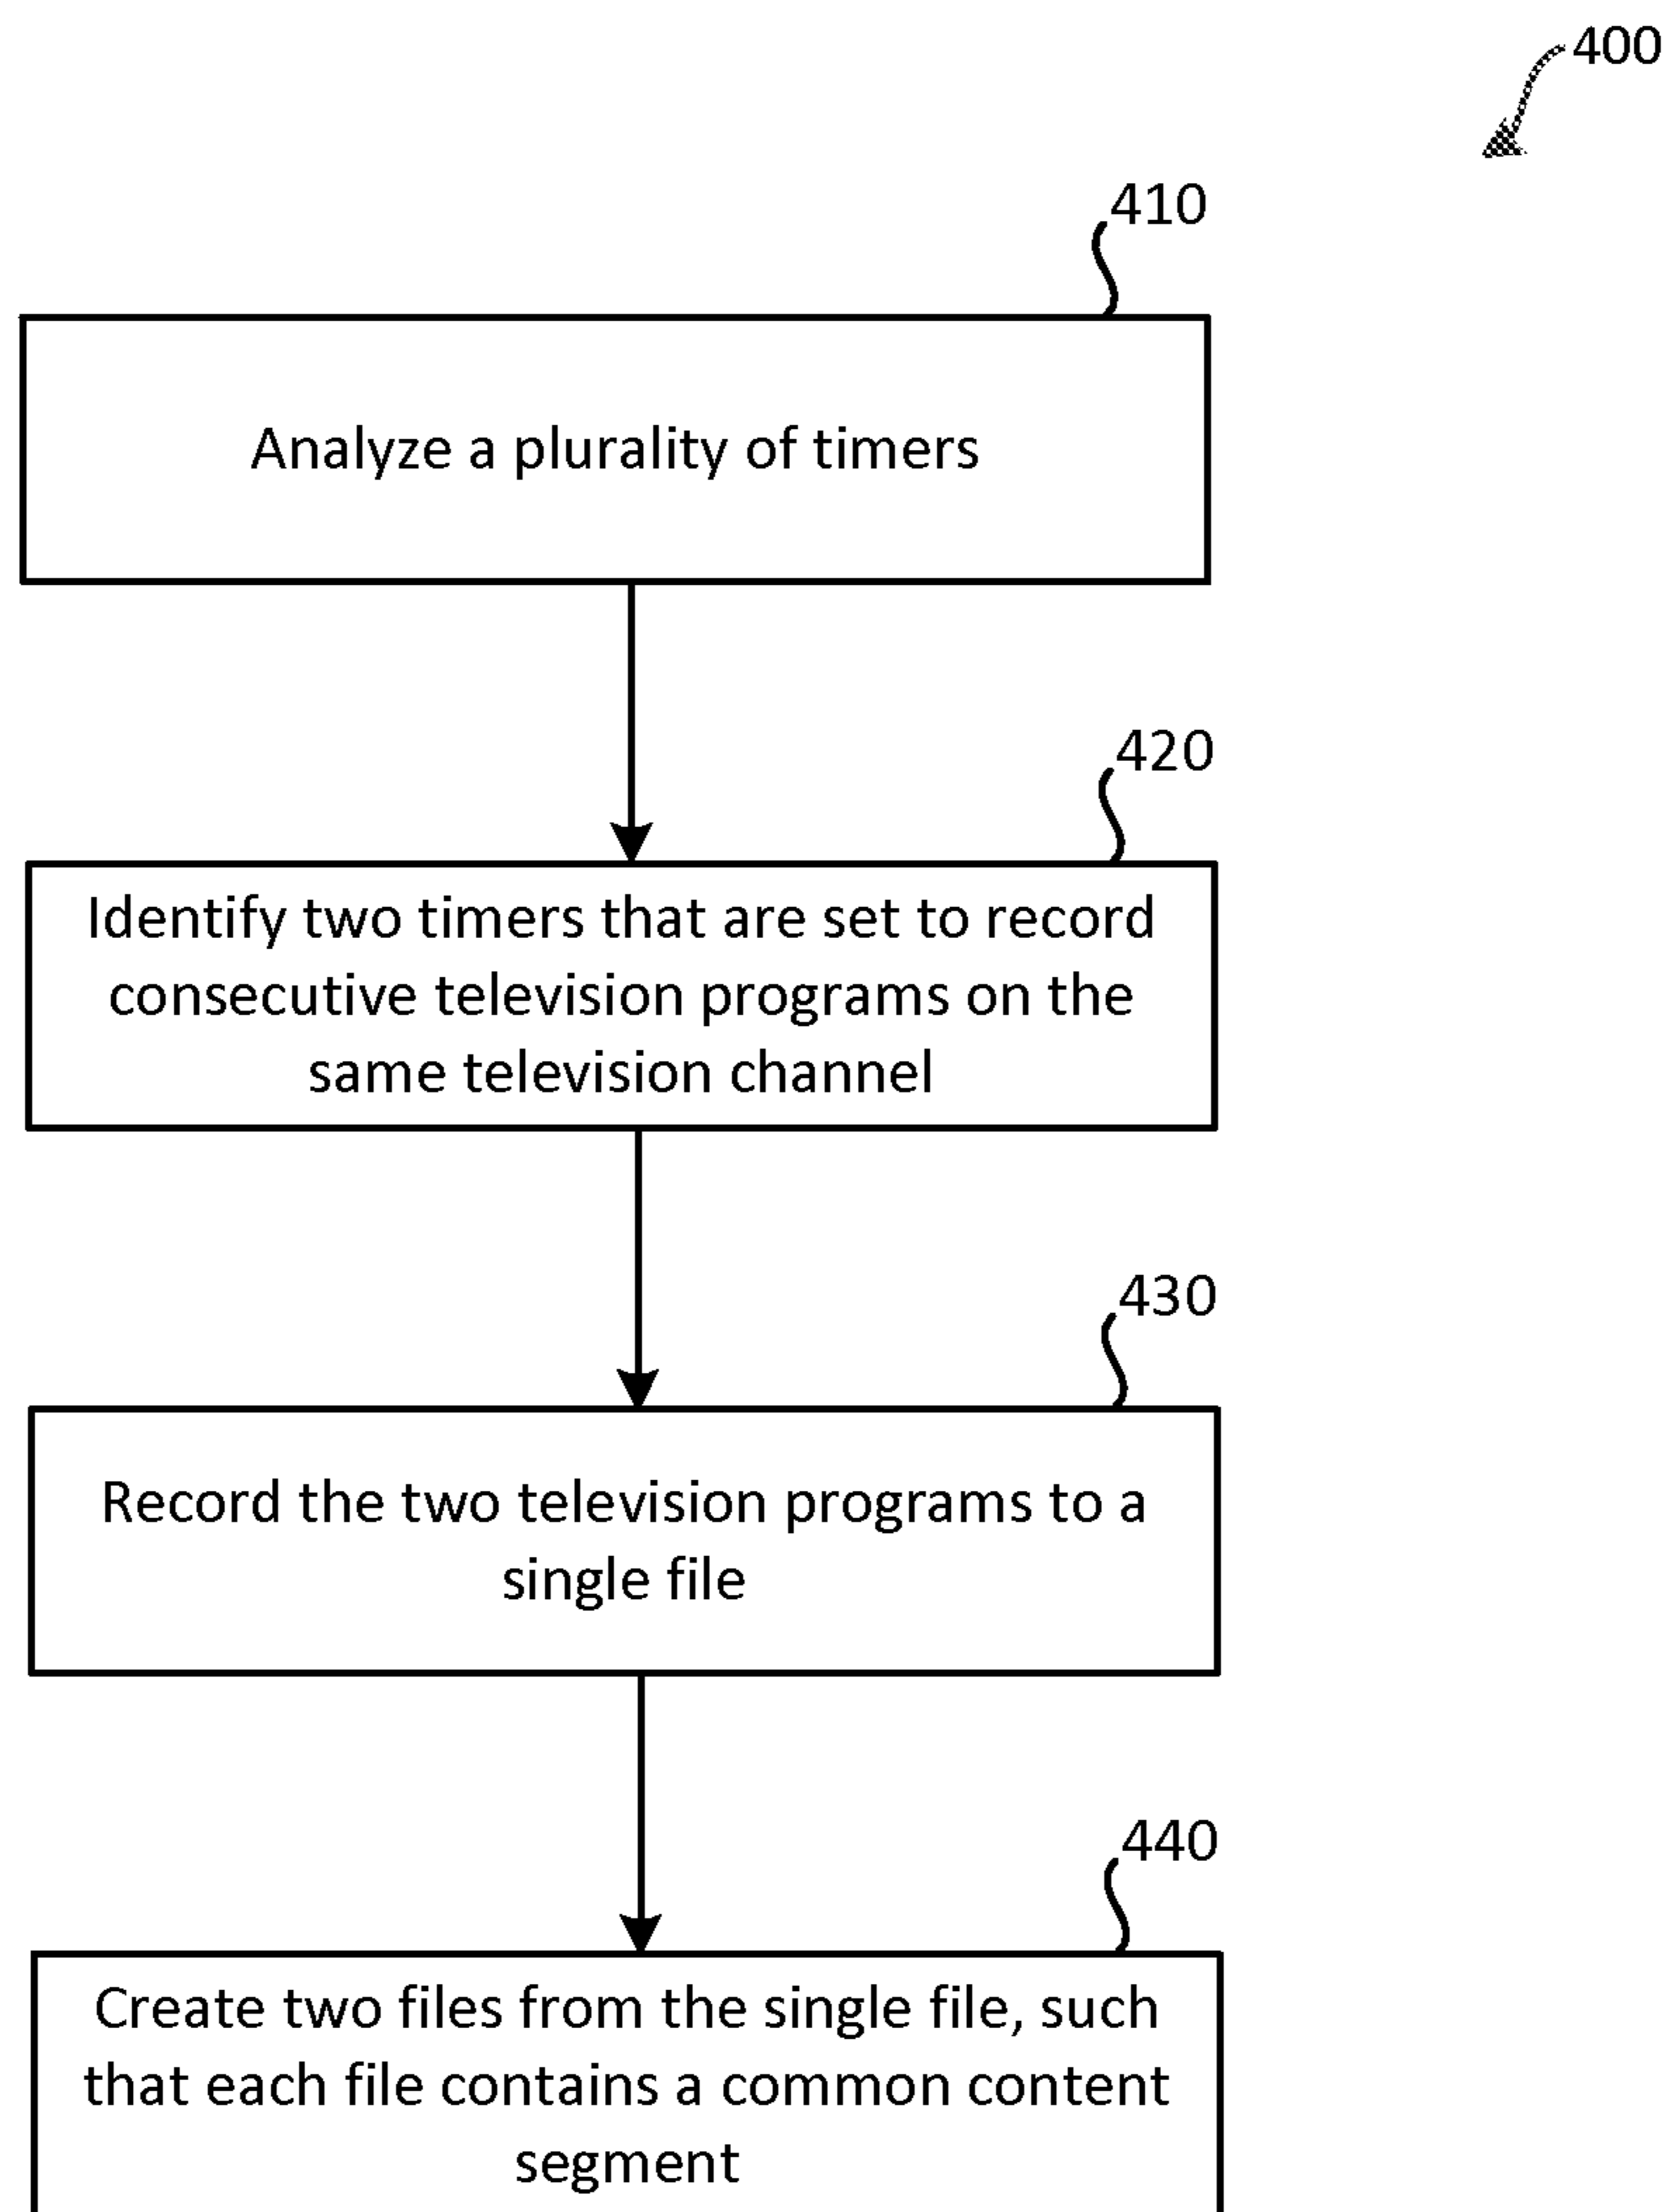 400
410
Analyze a plurality of timers
420
Identify two timers that are set to record
consecutive television programs on the
same television channel
430
Record the two television programs to a
single file
440
Create two files from the single file, such
that each file contains a common content
segment